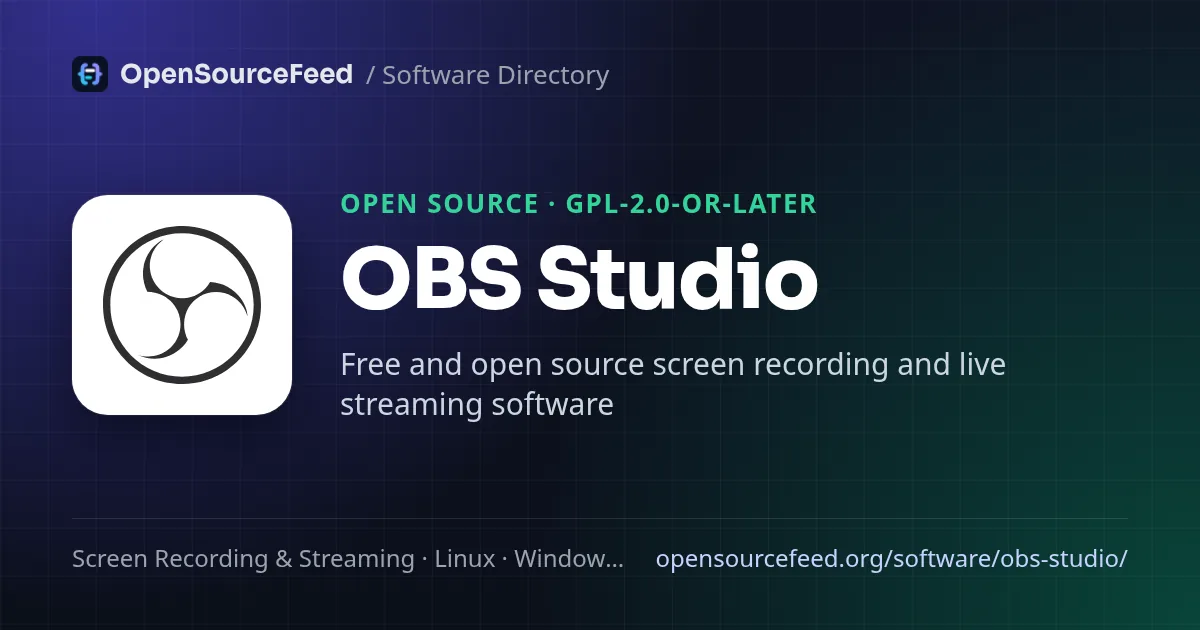 OpenSourceFeed / Software Directory
OPEN SOURCE · GPL-2.0-OR-LATER
OBS Studio
Free and open source screen recording and live
streaming software
Screen Recording & Streaming · Linux · Window… opensourcefeed.org/software/obs-studio/